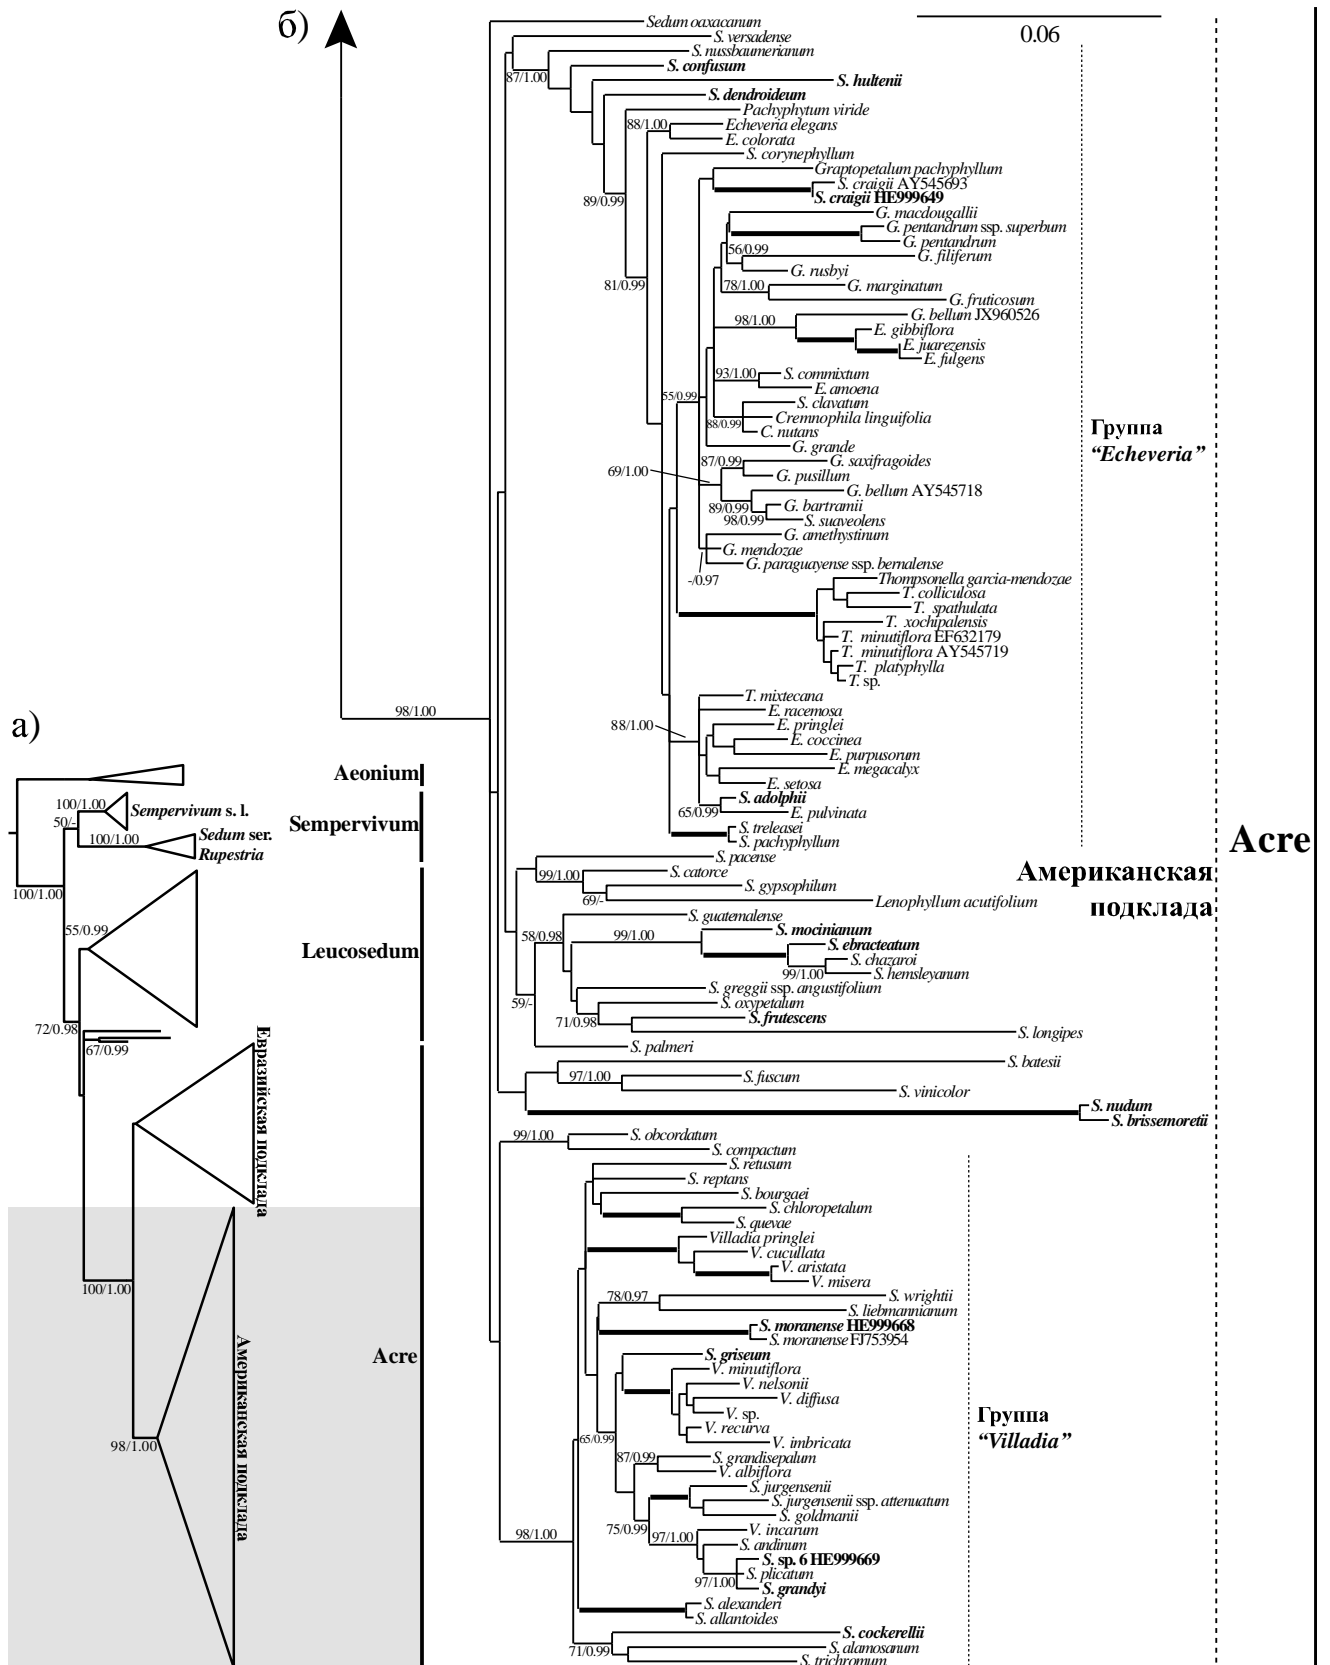 б)
Sedum oaxacanum
0.06
S. versadense
S. nussbaumerianum
87/1.00
S. confusum
S. hultenii
S. dendroideum
Pachyphytum viride
88/1.00
Echeveria elegans
E. colorata
S. corynephyllum
Graptopetalum pachyphyllum
S. craigii AY545693
S. craigii HE999649
89/0.99
G. macdougallii
G. pentandrum ssp. superbum
G. pentandrum
56/0.99
G. filiferum
G. rusbyi
81/0.99
78/1.00
G. marginatum
G. fruticosum
98/1.00
G. bellum JX960526
E. gibbiflora
E. juarezensis
E. fulgens
93/1.00
S. commixtum
E. amoena
55/0.99
S. clavatum
Cremnophila linguifolia
88/0.99
C. nutans
Группа
“Echeveria”
G. grande
87/0.99
G. saxifragoides
69/1.00
G. pusillum
G. bellum AY545718
89/0.99
G. bartramii
98/0.99
S. suaveolens
G. amethystinum
G. mendozae
G. paraguayense ssp. bernalense
-/0.97
Thompsonella garcia-mendozae
T. colliculosa
T. spathulata
T. xochipalensis
T. minutiflora EF632179
T. minutiflora AY545719
T. platyphylla
T. sp.
T. mixtecana
E. racemosa
98/1.00
88/1.00
E. pringlei
E. coccinea
E. purpusorum
E. megacalyx
E. setosa
S. adolphii
65/0.99
E. pulvinata
S. treleasei
S. pachyphyllum
Acre
S. pacense
99/1.00
S. catorce
Американская
подклада
S. gypsophilum
69/-
Lenophyllum acutifolium
S. guatemalense
58/0.98
99/1.00
S. mocinianum
S. ebracteatum
S. chazaroi
99/1.00
S. hemsleyanum
S. greggii ssp. angustifolium
59/-
S. oxypetalum
71/0.98
S. frutescens
S. longipes
S. palmeri
S. batesii
97/1.00
S. fuscum
S. vinicolor
S. nudum
S. brissemoretii
99/1.00
S. obcordatum
S. compactum
S. retusum
S. reptans
S. bourgaei
S. chloropetalum
S. quevae
Villadia pringlei
V. cucullata
V. aristata
V. misera
78/0.97
S. wrightii
S. liebmannianum
S. moranense HE999668
S. moranense FJ753954
S. griseum
V. minutiflora
V. nelsonii
V. diffusa
V. sp.
V. recurva
65/0.99
V. imbricata
Группа
“Villadia”
87/0.99
S. grandisepalum
V. albiflora
S. jurgensenii
S. jurgensenii ssp. attenuatum
S. goldmanii
75/0.99
98/1.00
97/1.00
V. incarum
S. andinum
S. sp. 6 HE999669
S. plicatum
97/1.00
S. grandyi
S. alexanderi
S. allantoides
S. cockerellii
71/0.99
S. alamosanum
S. trichromum
а)
Aeonium
100/1.00
Sempervivum s. l.
50/-
Sempervivum
100/1.00
Sedum ser.
Rupestria
100/1.00
55/0.99
Leucosedum
72/0.98
67/0.99
Евразийская подклада
100/1.00
Американская подклада
Acre
98/1.00